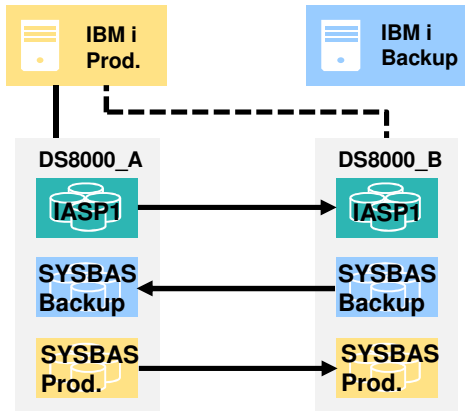 IBM i
Prod.
IBM i
Backup
DS8000_A
DS8000_B
IASP1
IASP1
SYSBAS
Backup
SYSBAS
Backup
SYSBAS
Prod.
SYSBAS
Prod.